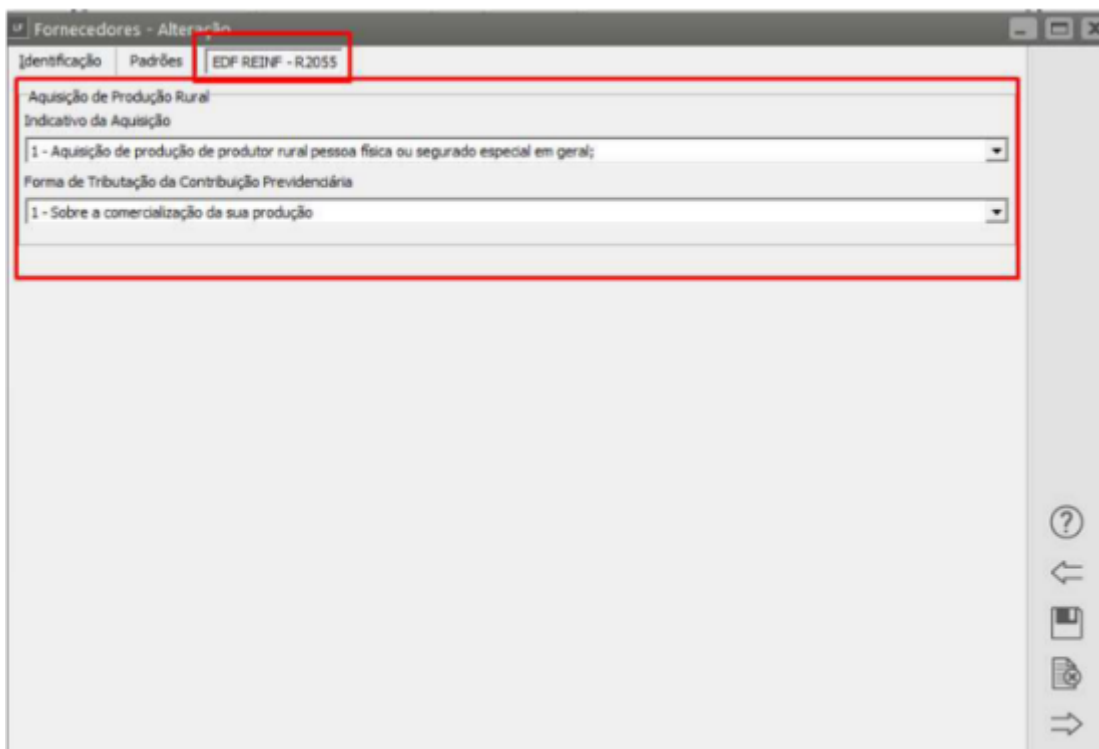 LF Fornecedores - Alteração
Identificação Padrões EDF REINF - R2055
Aquisição de Produção Rural
Indicativo da Aquisição
1 - Aquisição de produção de produtor rural pessoa física ou segurado especial em geral;
Forma de Tributação da Contribuição Previdenciária
1 - Sobre a comercialização da sua produção